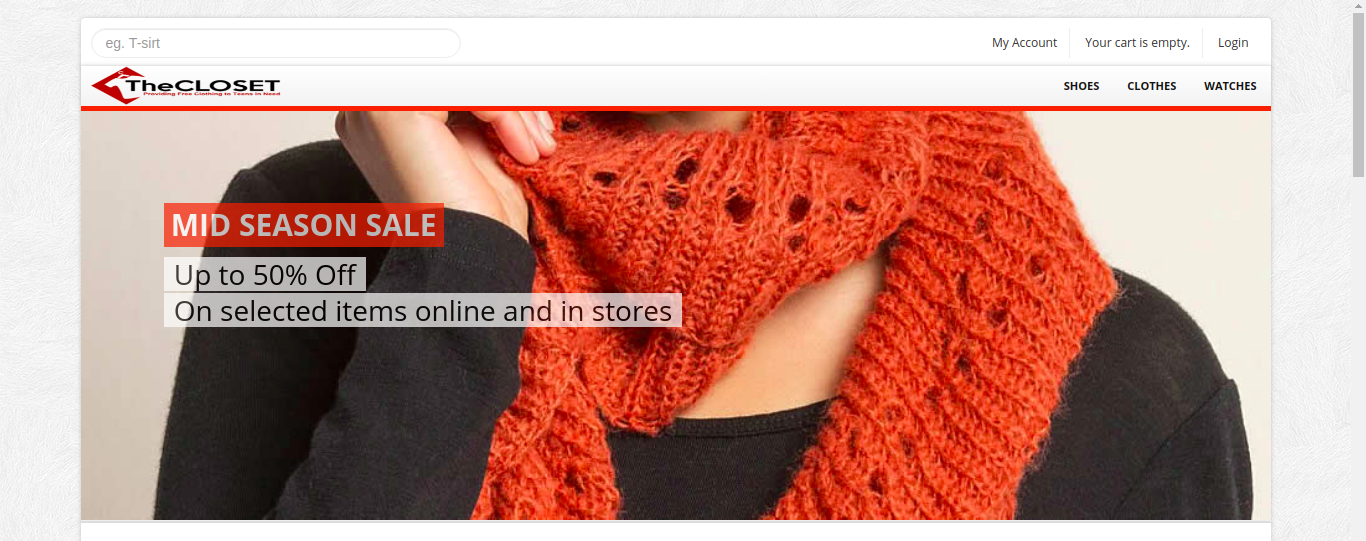 eg. T-sirt
My Account
Your cart is empty.
Login
TheCLOSET
Providing Free Clothing to Teens in Need
SHOES
CLOTHES
WATCHES
MID SEASON SALE
Up to 50% Off
On selected items online and in stores